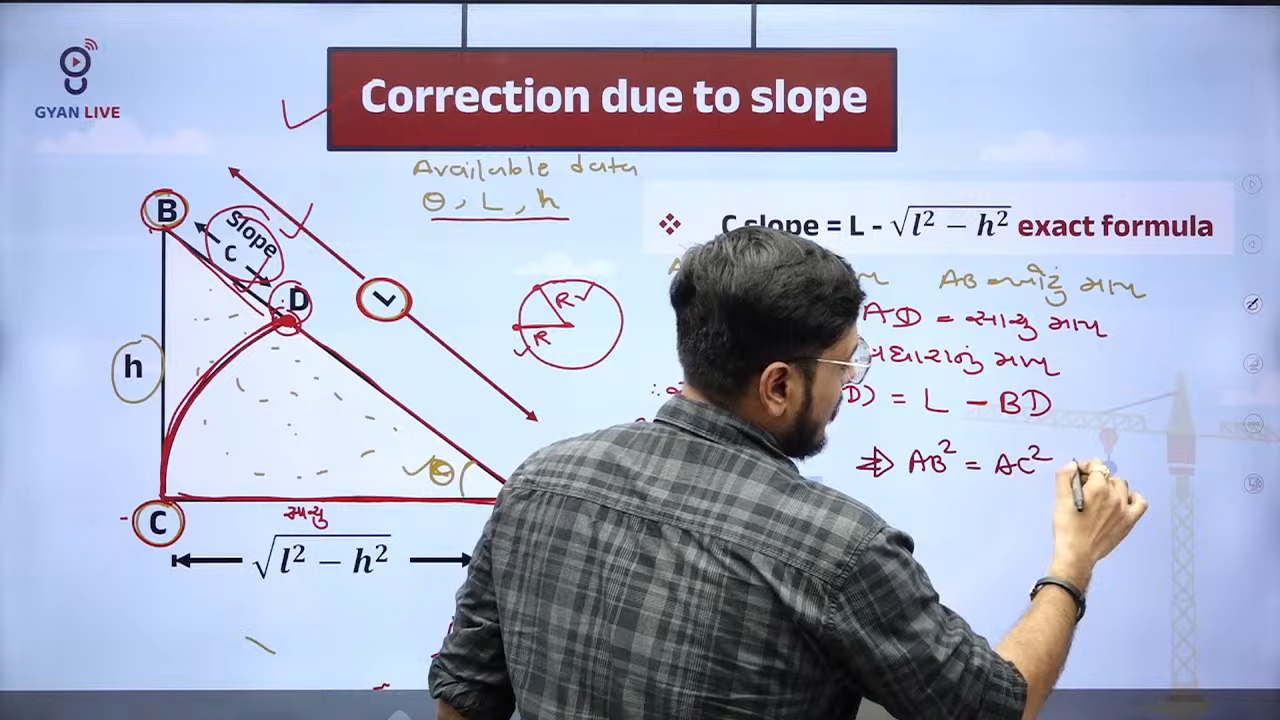 GYAN LIVE
Correction due to slope
Available data
θ, L, h
C slope = L - √l² − h² exact formula
B
Slope
C
D
L
h
R
R
AB =
AD = સાચુ માપ
D) = L - BD
⇒ AB² = AC²
θ
C
સાચુ
√l² − h²